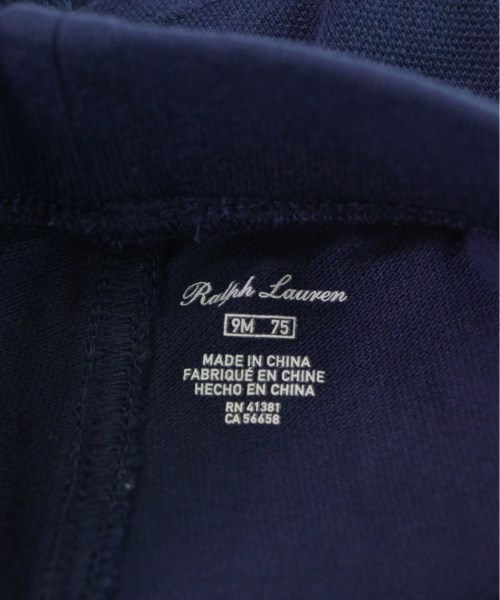 Ralph Lauren
9M 75
MADE IN CHINA
FABRIQUÉ EN CHINE
HECHO EN CHINA
RN 41381
CA 56658